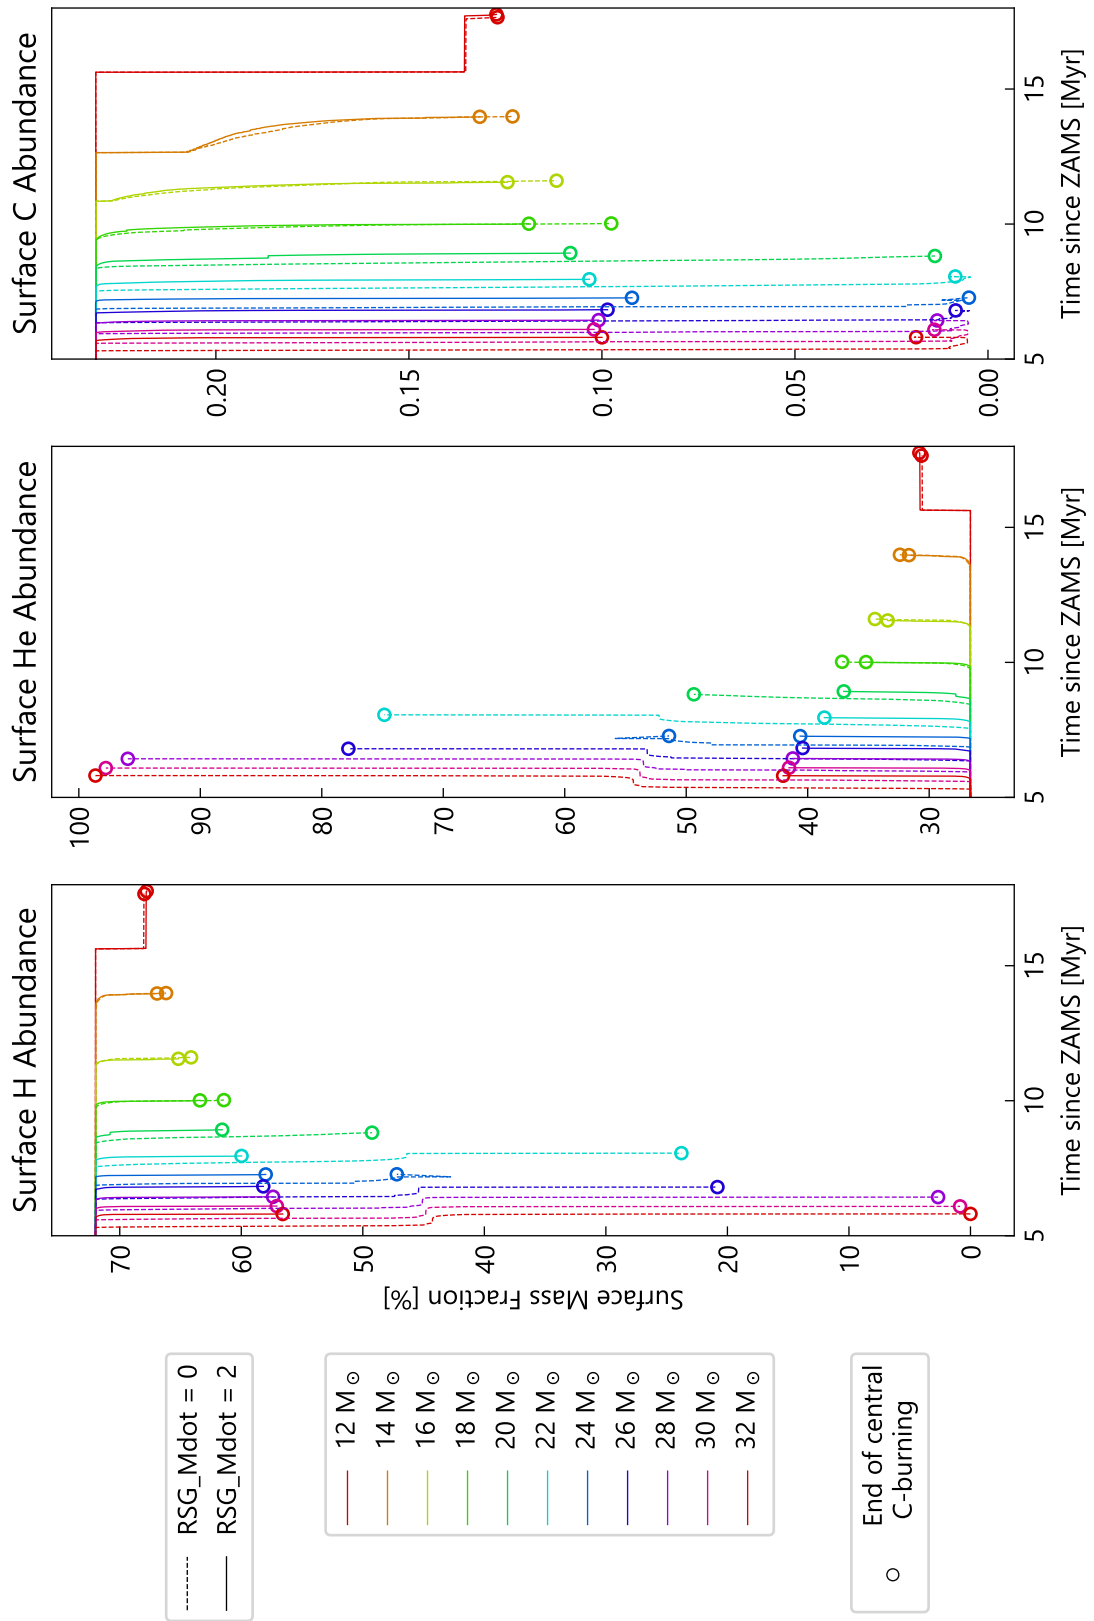 RSG_Mdot = 0
RSG_Mdot = 2
12 M⊙
14 M⊙
16 M⊙
18 M⊙
20 M⊙
22 M⊙
24 M⊙
26 M⊙
28 M⊙
30 M⊙
32 M⊙
End of central
C-burning
Surface H Abundance
Surface Mass Fraction [%]
70
60
50
40
30
20
10
0
5
10
15
Time since ZAMS [Myr]
Surface He Abundance
100
90
80
70
60
50
40
30
5
10
15
Time since ZAMS [Myr]
Surface C Abundance
0.20
0.15
0.10
0.05
0.00
5
10
15
Time since ZAMS [Myr]